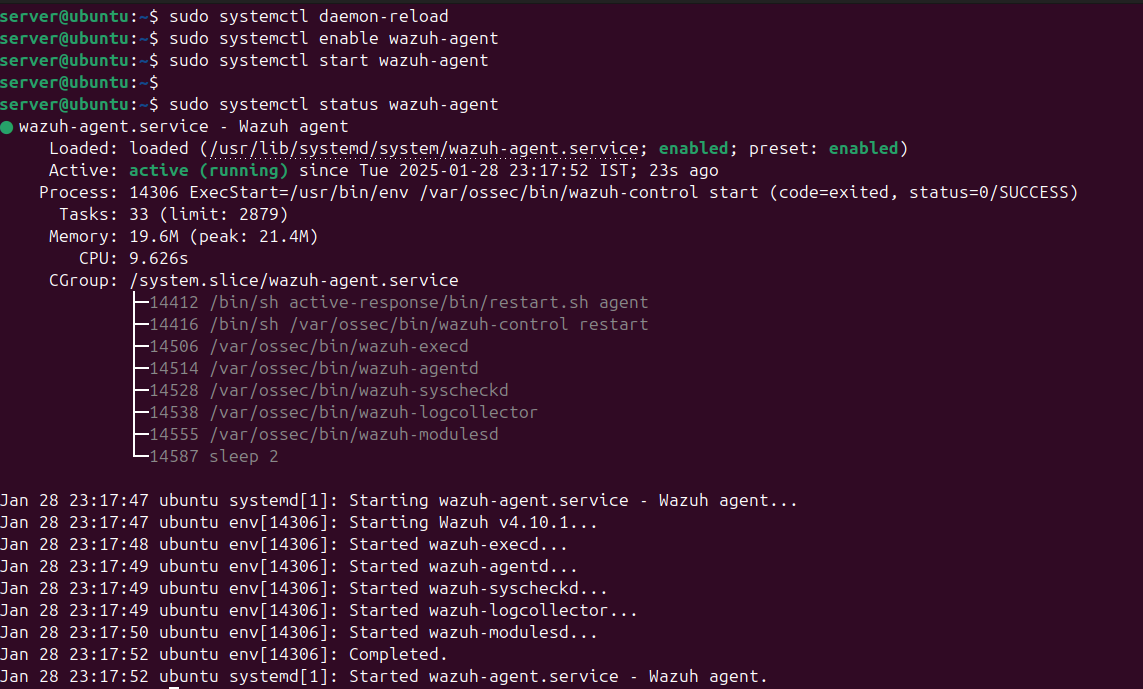 server@ubuntu:~$ sudo systemctl daemon-reload
server@ubuntu:~$ sudo systemctl enable wazuh-agent
server@ubuntu:~$ sudo systemctl start wazuh-agent
server@ubuntu:~$
server@ubuntu:~$ sudo systemctl status wazuh-agent
● wazuh-agent.service - Wazuh agent
     Loaded: loaded (/usr/lib/systemd/system/wazuh-agent.service; enabled; preset: enabled)
     Active: active (running) since Tue 2025-01-28 23:17:52 IST; 23s ago
    Process: 14306 ExecStart=/usr/bin/env /var/ossec/bin/wazuh-control start (code=exited, status=0/SUCCESS)
      Tasks: 33 (limit: 2879)
     Memory: 19.6M (peak: 21.4M)
        CPU: 9.626s
     CGroup: /system.slice/wazuh-agent.service
             ├─14412 /bin/sh active-response/bin/restart.sh agent
             ├─14416 /bin/sh /var/ossec/bin/wazuh-control restart
             ├─14506 /var/ossec/bin/wazuh-execd
             ├─14514 /var/ossec/bin/wazuh-agentd
             ├─14528 /var/ossec/bin/wazuh-syscheckd
             ├─14538 /var/ossec/bin/wazuh-logcollector
             ├─14555 /var/ossec/bin/wazuh-modulesd
             └─14587 sleep 2

Jan 28 23:17:47 ubuntu systemd[1]: Starting wazuh-agent.service - Wazuh agent...
Jan 28 23:17:47 ubuntu env[14306]: Starting Wazuh v4.10.1...
Jan 28 23:17:48 ubuntu env[14306]: Started wazuh-execd...
Jan 28 23:17:49 ubuntu env[14306]: Started wazuh-agentd...
Jan 28 23:17:49 ubuntu env[14306]: Started wazuh-syscheckd...
Jan 28 23:17:49 ubuntu env[14306]: Started wazuh-logcollector...
Jan 28 23:17:50 ubuntu env[14306]: Started wazuh-modulesd...
Jan 28 23:17:52 ubuntu env[14306]: Completed.
Jan 28 23:17:52 ubuntu systemd[1]: Started wazuh-agent.service - Wazuh agent.